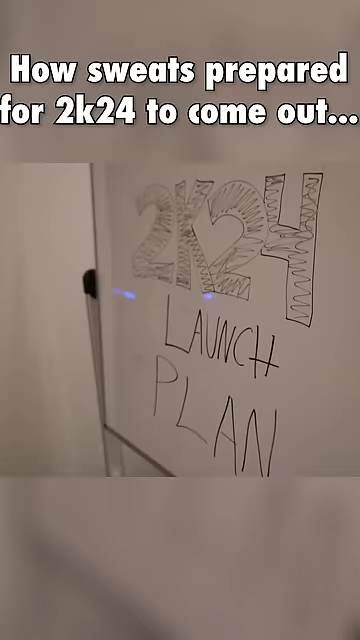 How sweats prepared
for 2k24 to come out...
2K24
LAUNCH
PLAN